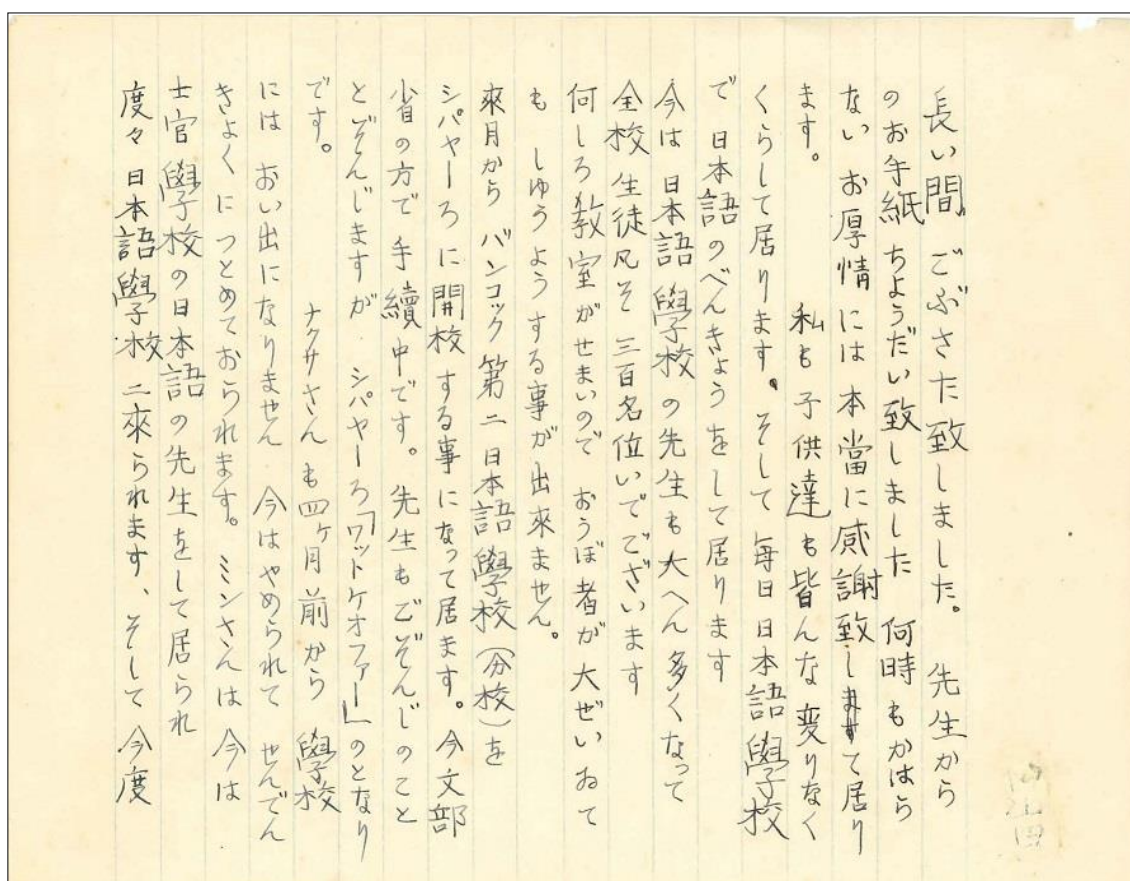 長い間ごぶさた致しました。 先生から
のお手紙ちようだい致しました 何時もかはら
ないお厚情には本當に感謝致しまして居り
ます。 私も子供達も皆んな変りなく
くらして居ります。そして毎日日本語學校
で日本語のべんきょうをして居ります
今は日本語學校の先生も大へん多くなって
全校生徒凡そ三百名位いでございます
何しろ教室がせまいので おうぼ者が大ぜいゐて
も しゆうようする事が出來ません。
來月から バンコック第二日本語學校(分校)を
シパヤーろに開校する事になって居ます。今文部
省の方で手續中です。先生もごぞんじのこと
とぞんじますが シパヤーろ「ワットケオファー」のとなり
です。 ナクサさんも四ヶ月前から 學校
には おい出になりません 今はやめられて せんでん
きよくにつとめておられます。ミンさんは 今は
士官學校の日本語の先生をして居られ
度々日本語學校ニ來られます、そして 今度